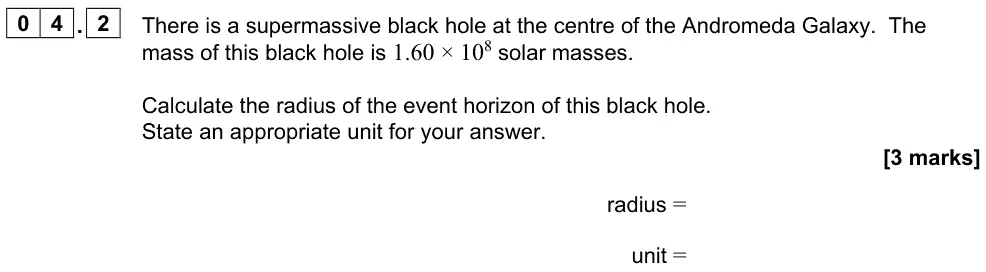 0 4 . 2 There is a supermassive black hole at the centre of the Andromeda Galaxy. The
mass of this black hole is 1.60 × 10⁸ solar masses.
Calculate the radius of the event horizon of this black hole.
State an appropriate unit for your answer.
[3 marks]
radius =
unit =